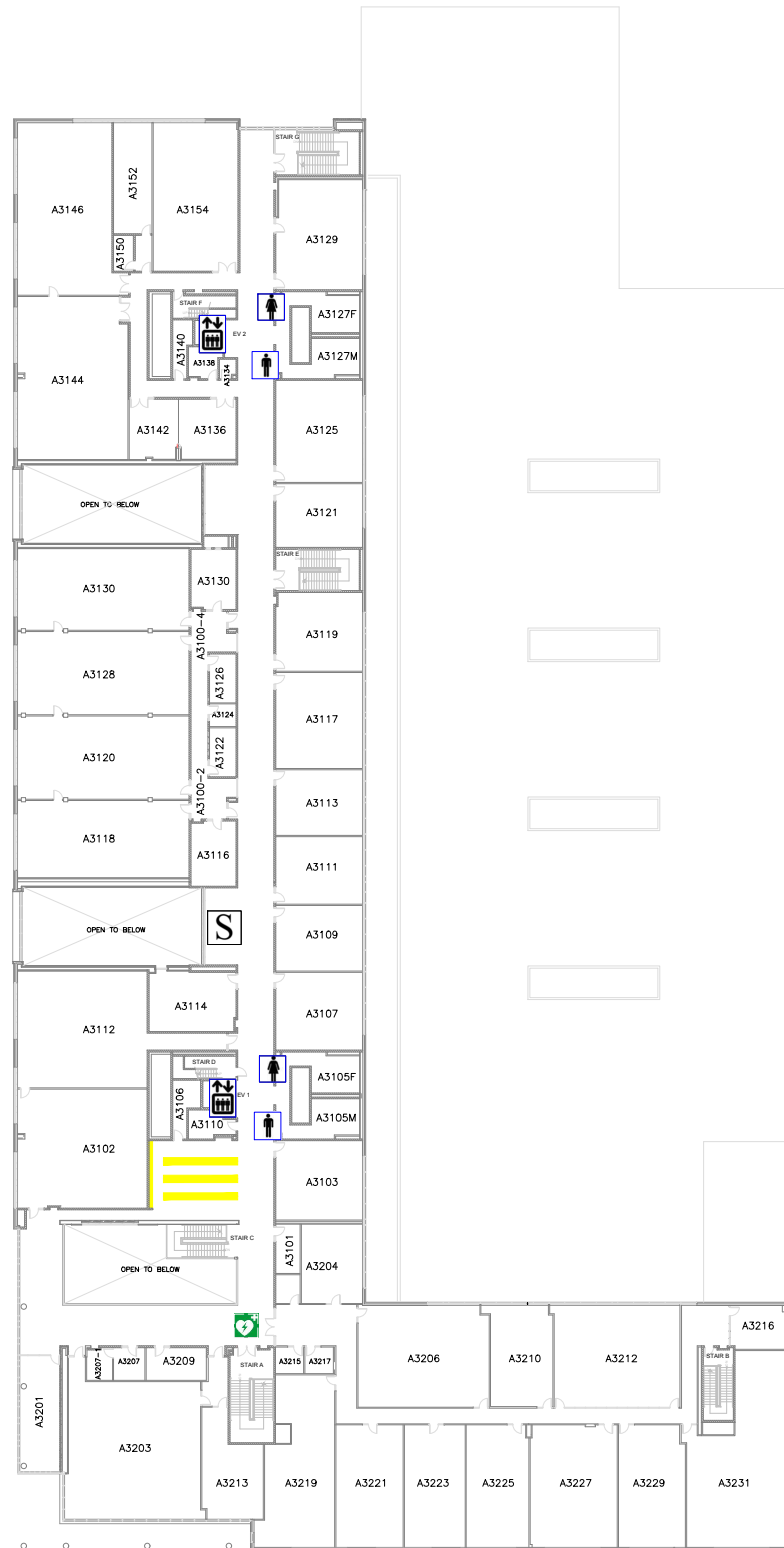 STAIR G
A3152
A3146
A3154
A3129
A3150
STAIR F
A3127F
EV 2
A3140
A3138
A3127M
A3134
A3144
A3142
A3136
A3125
OPEN TO BELOW
A3121
STAIR E
A3130
A3130
A3100-4
A3119
A3128
A3126
A3124
A3117
A3120
A3122
A3100-2
A3113
A3118
A3116
A3111
OPEN TO BELOW
S
A3109
A3114
A3107
A3112
STAIR D
A3105F
EV 1
A3106
A3110
A3105M
A3102
A3103
STAIR C
A3101
A3204
OPEN TO BELOW
A3216
A3207-1
A3207
A3209
STAIR A
A3215
A3217
A3206
A3210
A3212
STAIR B
A3201
A3203
A3213
A3219
A3221
A3223
A3225
A3227
A3229
A3231